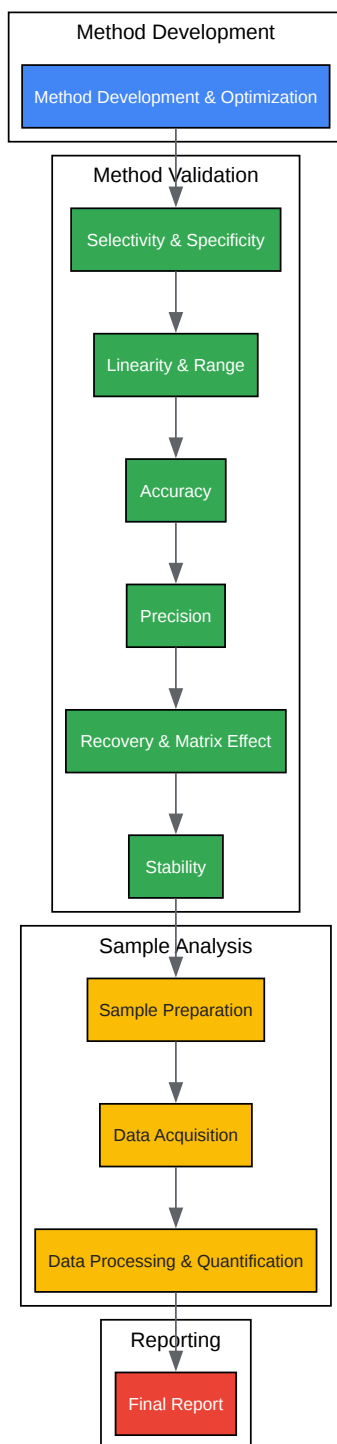 Method Development
Method Development & Optimization
Method Validation
Selectivity & Specificity
Linearity & Range
Accuracy
Precision
Recovery & Matrix Effect
Stability
Sample Analysis
Sample Preparation
Data Acquisition
Data Processing & Quantification
Reporting
Final Report